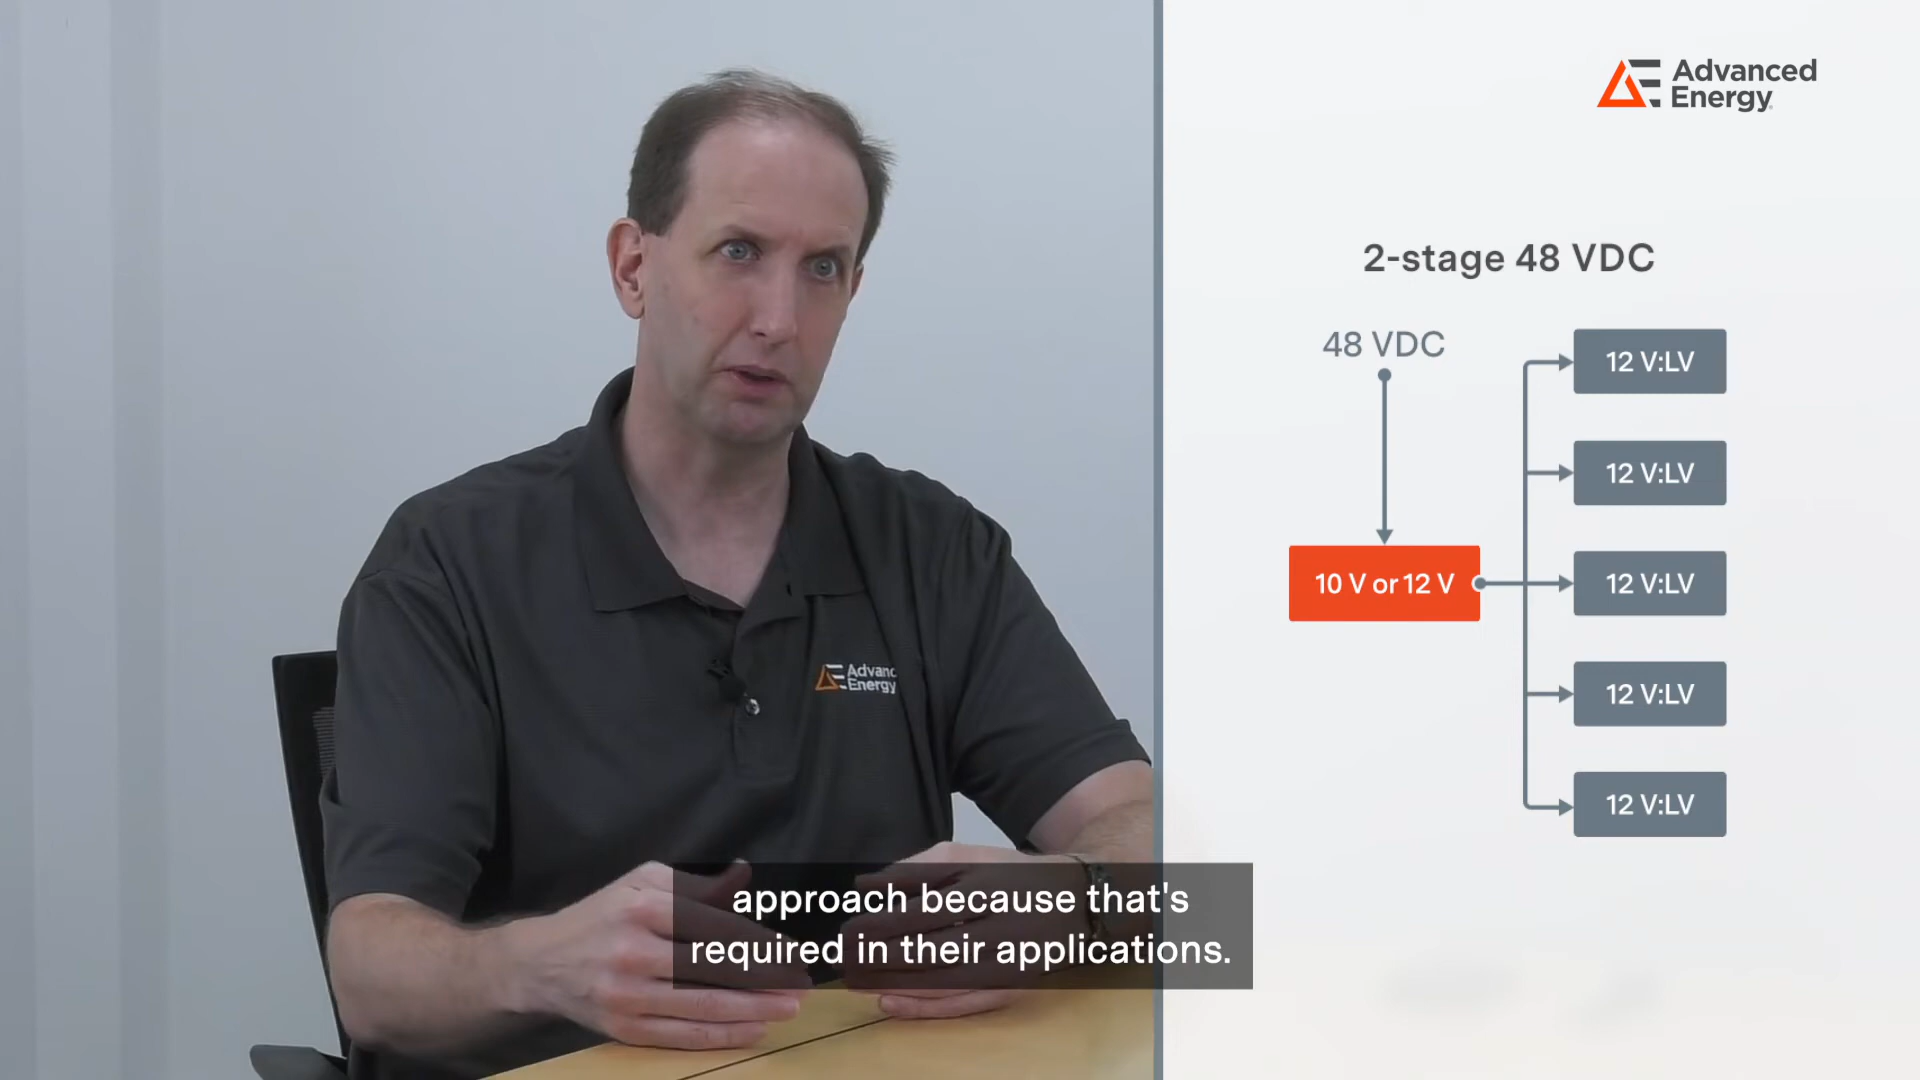 Advanced
Energy
2-stage 48 VDC
48 VDC
10 V or 12 V
12 V:LV
12 V:LV
12 V:LV
12 V:LV
12 V:LV
Energy
approach because that's
required in their applications.